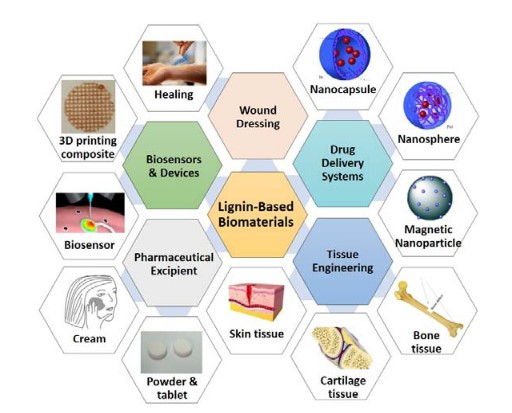 Healing
Nanocapsule
Wound
Dressing
3D printing
composite
Nanosphere
Biosensors
& Devices
Drug
Delivery
Systems
Lignin-Based
Biomaterials
Biosensor
Magnetic
Nanoparticle
Pharmaceutical
Excipient
Tissue
Engineering
Cream
Skin tissue
Bone
tissue
Powder &
tablet
Cartilage
tissue